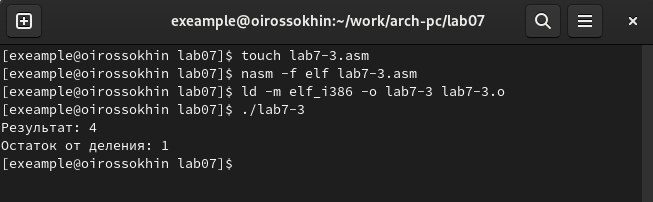 exeample@oirossokhin:~/work/arch-pc/lab07
[exeample@oirossokhin lab07]$ touch lab7-3.asm
[exeample@oirossokhin lab07]$ nasm -f elf lab7-3.asm
[exeample@oirossokhin lab07]$ ld -m elf_i386 -o lab7-3 lab7-3.o
[exeample@oirossokhin lab07]$ ./lab7-3
Результат: 4
Остаток от деления: 1
[exeample@oirossokhin lab07]$